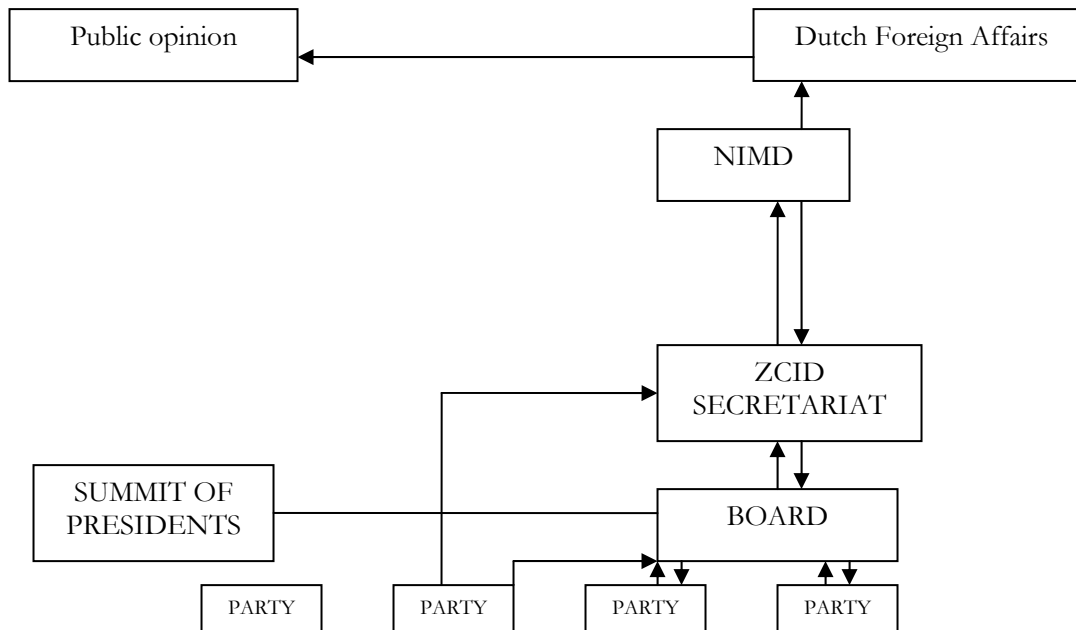 Public opinion
Dutch Foreign Affairs
NIMD
ZCID
SECRETARIAT
SUMMIT OF
PRESIDENTS
BOARD
PARTY
PARTY
PARTY
PARTY